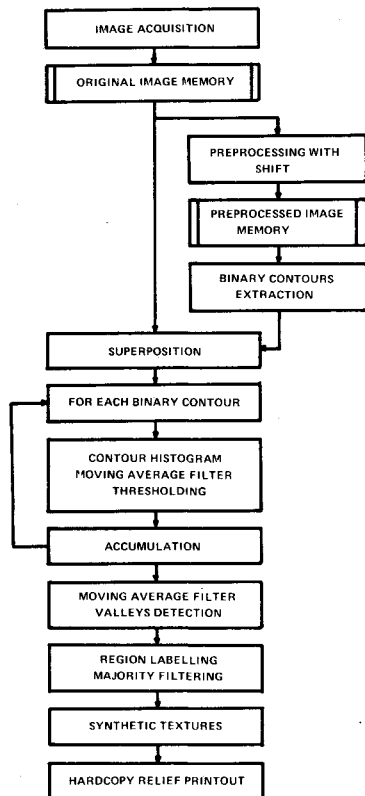 IMAGE ACQUISITION
ORIGINAL IMAGE MEMORY
PREPROCESSING WITH
SHIFT
PREPROCESSED IMAGE
MEMORY
BINARY CONTOURS
EXTRACTION
SUPERPOSITION
FOR EACH BINARY CONTOUR
CONTOUR HISTOGRAM
MOVING AVERAGE FILTER
THRESHOLDING
ACCUMULATION
MOVING AVERAGE FILTER
VALLEYS DETECTION
REGION LABELLING
MAJORITY FILTERING
SYNTHETIC TEXTURES
HARDCOPY RELIEF PRINTOUT